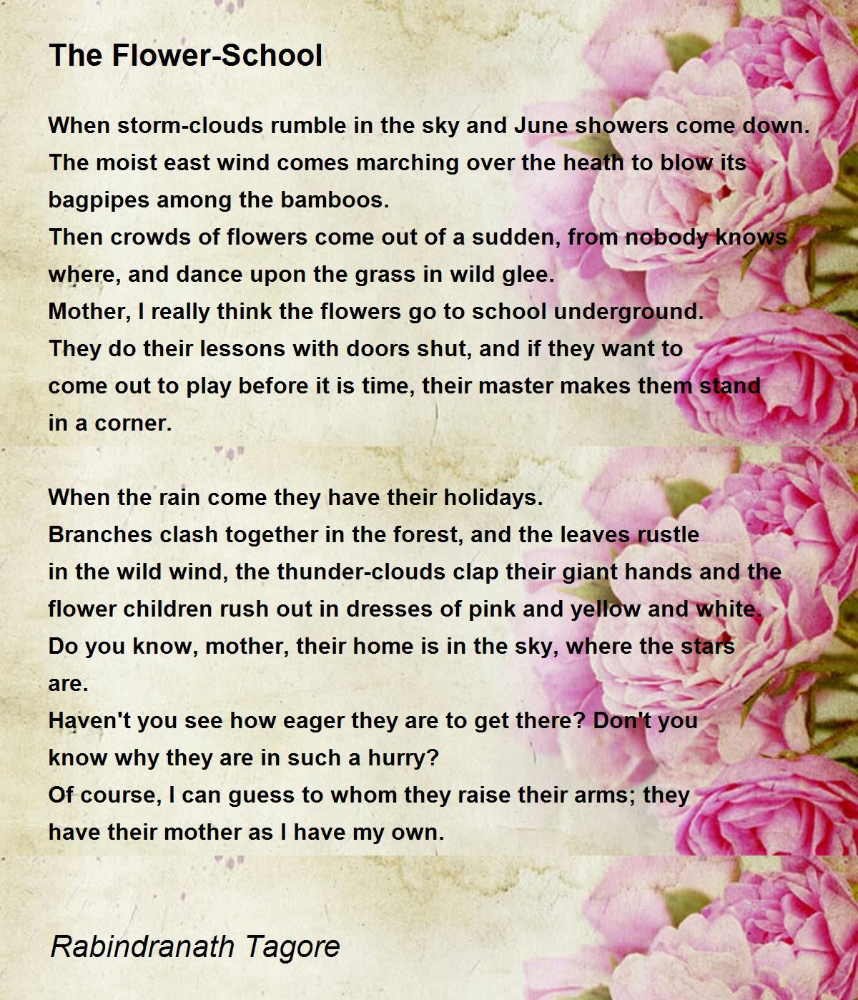 The Flower-School
When storm-clouds rumble in the sky and June showers come down.
The moist east wind comes marching over the heath to blow its
bagpipes among the bamboos.
Then crowds of flowers come out of a sudden, from nobody knows
where, and dance upon the grass in wild glee.
Mother, I really think the flowers go to school underground.
They do their lessons with doors shut, and if they want to
come out to play before it is time, their master makes them stand
in a corner.
When the rain come they have their holidays.
Branches clash together in the forest, and the leaves rustle
in the wild wind, the thunder-clouds clap their giant hands and the
flower children rush out in dresses of pink and yellow and white.
Do you know, mother, their home is in the sky, where the stars
are.
Haven't you see how eager they are to get there? Don't you
know why they are in such a hurry?
Of course, I can guess to whom they raise their arms; they
have their mother as I have my own.
Rabindranath Tagore